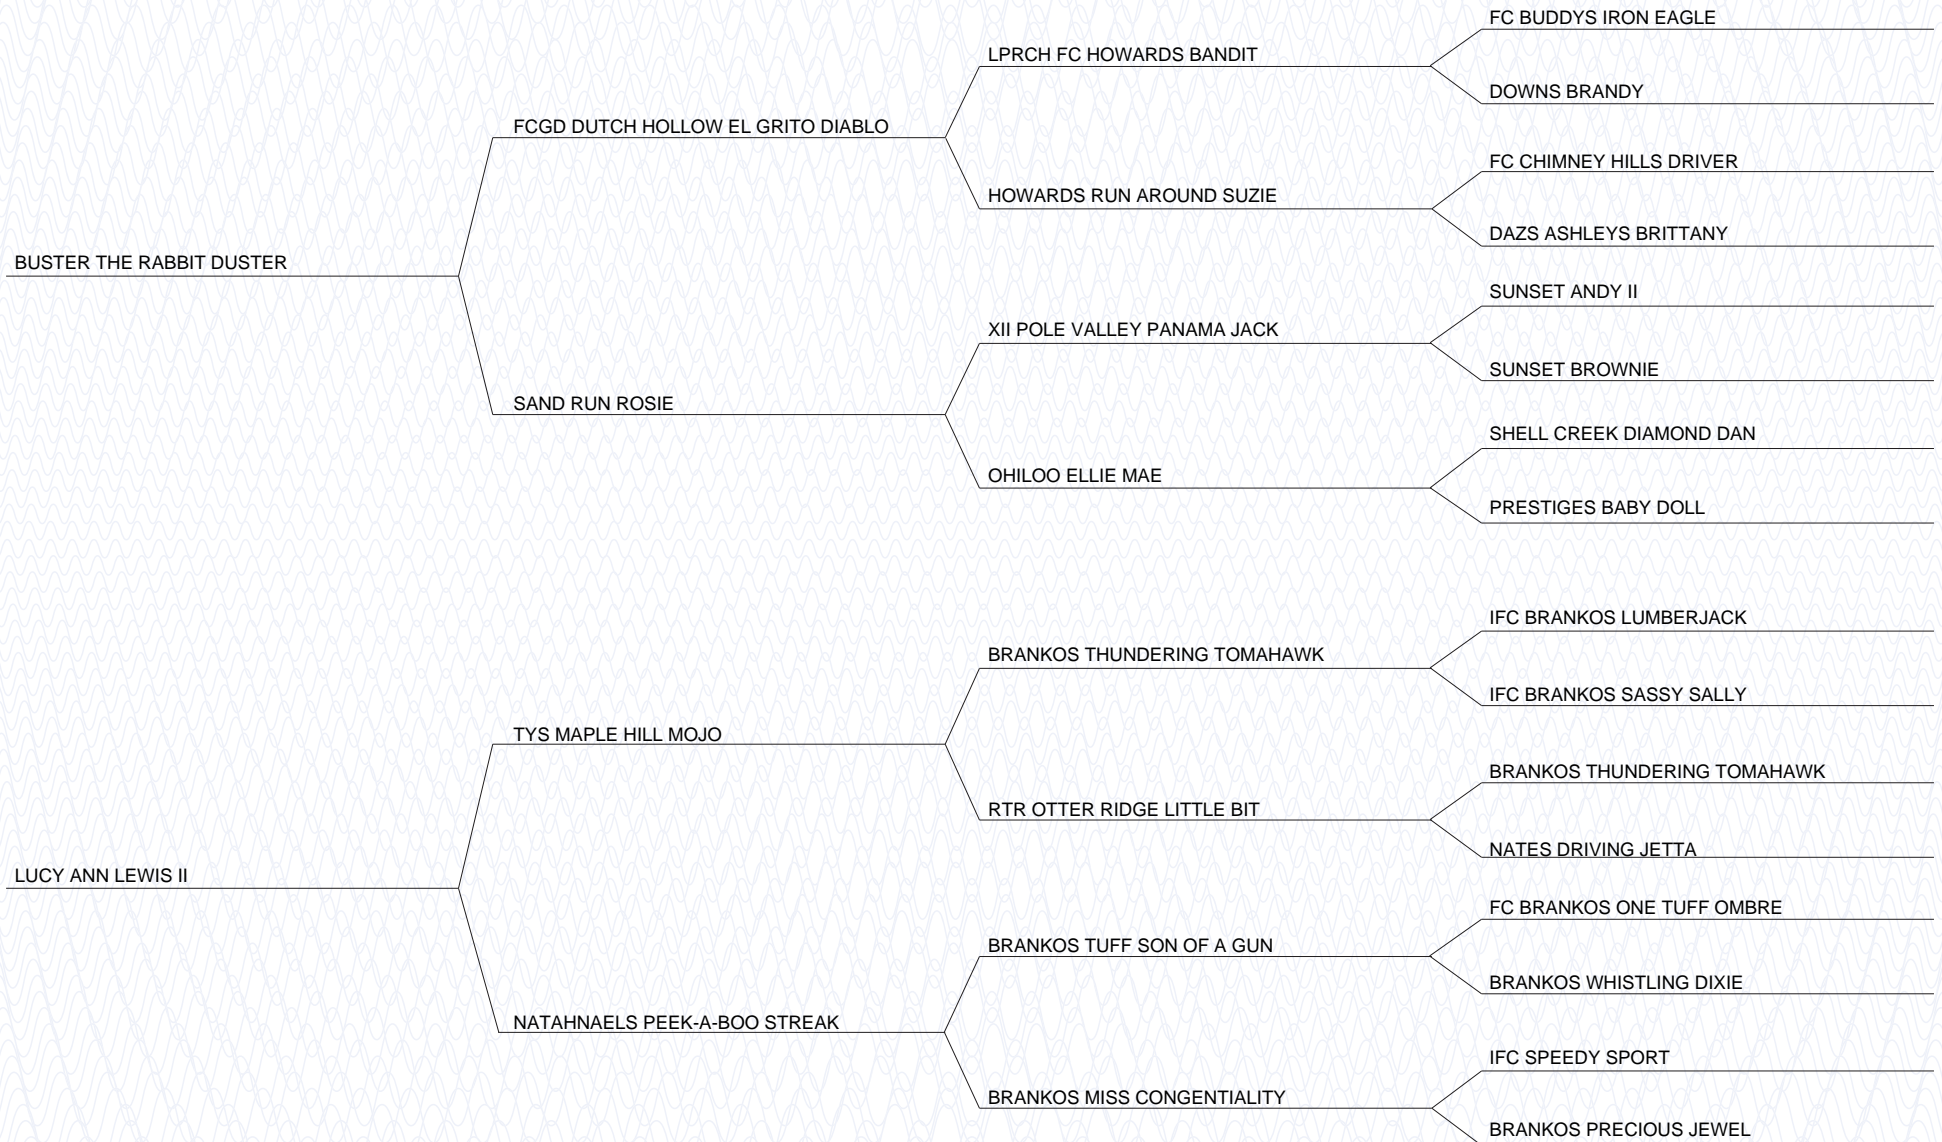 FC BUDDYS IRON EAGLE
LPRCH FC HOWARDS BANDIT
DOWNS BRANDY
FCGD DUTCH HOLLOW EL GRITO DIABLO
FC CHIMNEY HILLS DRIVER
HOWARDS RUN AROUND SUZIE
DAZS ASHLEYS BRITTANY
BUSTER THE RABBIT DUSTER
SUNSET ANDY II
XII POLE VALLEY PANAMA JACK
SUNSET BROWNIE
SAND RUN ROSIE
SHELL CREEK DIAMOND DAN
OHILOO ELLIE MAE
PRESTIGES BABY DOLL
IFC BRANKOS LUMBERJACK
BRANKOS THUNDERING TOMAHAWK
IFC BRANKOS SASSY SALLY
TYS MAPLE HILL MOJO
BRANKOS THUNDERING TOMAHAWK
RTR OTTER RIDGE LITTLE BIT
NATES DRIVING JETTA
LUCY ANN LEWIS II
FC BRANKOS ONE TUFF OMBRE
BRANKOS TUFF SON OF A GUN
BRANKOS WHISTLING DIXIE
NATAHNAELS PEEK-A-BOO STREAK
IFC SPEEDY SPORT
BRANKOS MISS CONGENTIALITY
BRANKOS PRECIOUS JEWEL